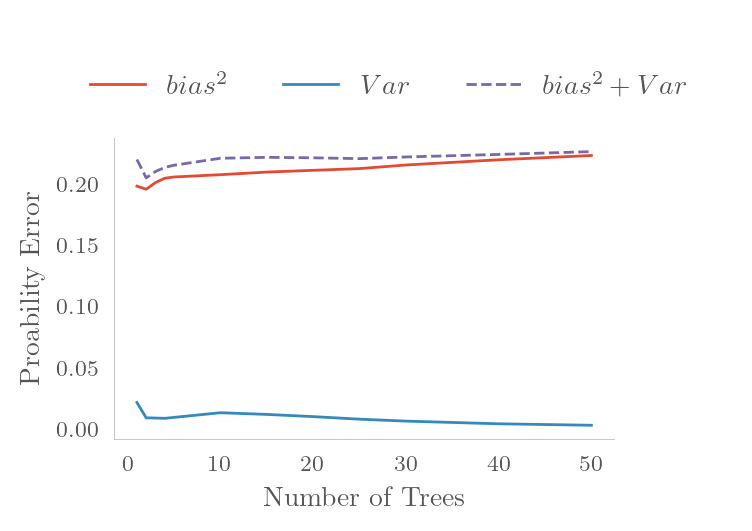 bias² Var bias² + Var
0.20
0.15
0.10
0.05
0.00
Proability Error
0 10 20 30 40 50
Number of Trees